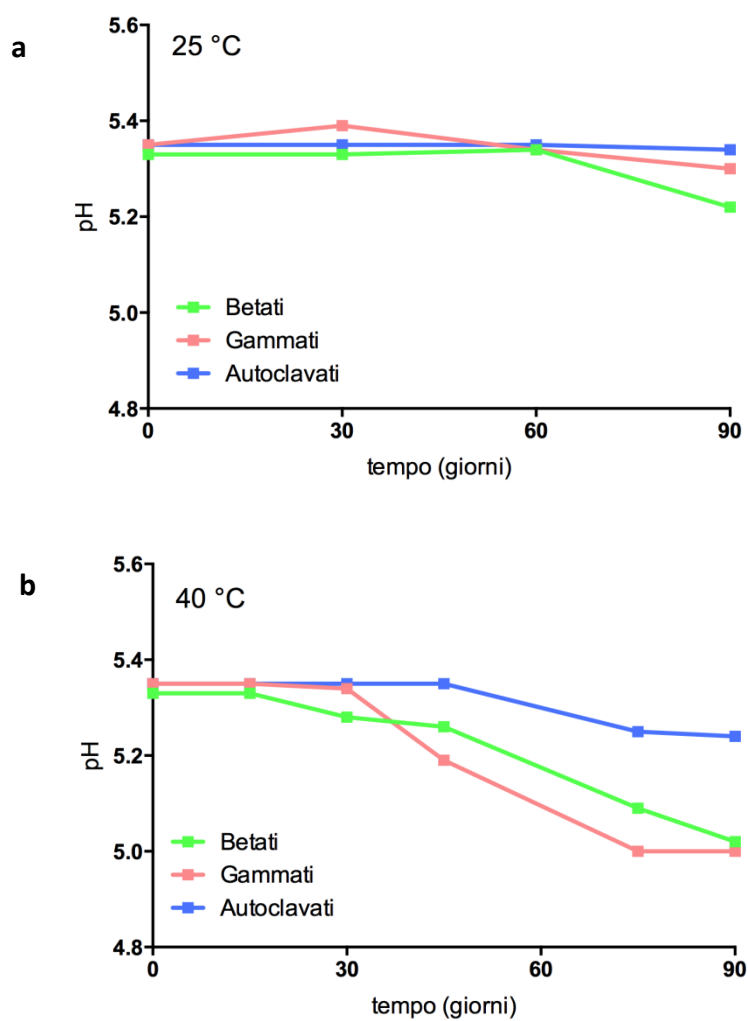 a
25 °C
5.6
5.4
5.2
5.0
4.8
pH
Betati
Gammati
Autoclavati
0 30 60 90
tempo (giorni)
b
40 °C
5.6
5.4
5.2
5.0
4.8
pH
Betati
Gammati
Autoclavati
0 30 60 90
tempo (giorni)